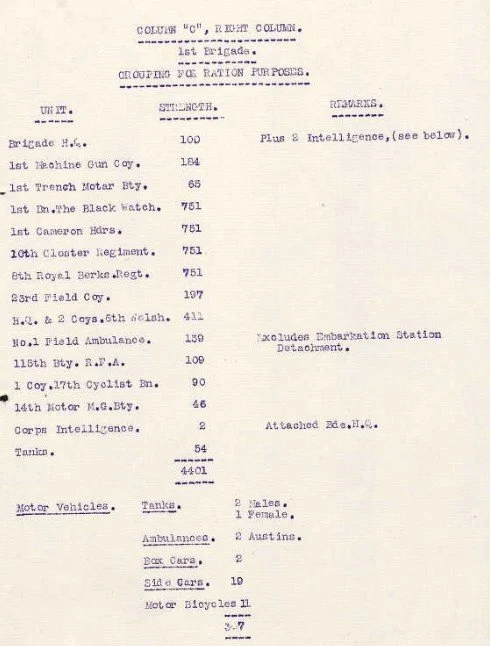 COLUMN "C", RIGHT COLUMN.
1st Brigade.
GROUPING FOR RATION PURPOSES.
UNIT. STRENGTH. REMARKS.
Brigade H.Q. 100 Plus 2 Intelligence,(see below).
1st Machine Gun Coy. 184
1st Trench Motar Bty. 65
1st Bn.The Black Watch. 751
1st Cameron Hdrs. 751
10th Closter Regiment. 751
8th Royal Berks.Regt. 751
23rd Field Coy. 197
H.Q. & 2 Coys.6th Welsh. 411
No.1 Field Ambulance. 139 Excludes Embarkation Station
Detachment.
115th Bty. R.F.A. 109
1 Coy.17th Cyclist Bn. 90
14th Motor M.G.Bty. 46
Corps Intelligence. 2 Attached Bde.H.Q.
Tanks. 54
4401
Motor Vehicles. Tanks. 2 Males.
1 Female.
Ambulances. 2 Austins.
Box Cars. 2
Side Cars. 19
Motor Bicycles 11